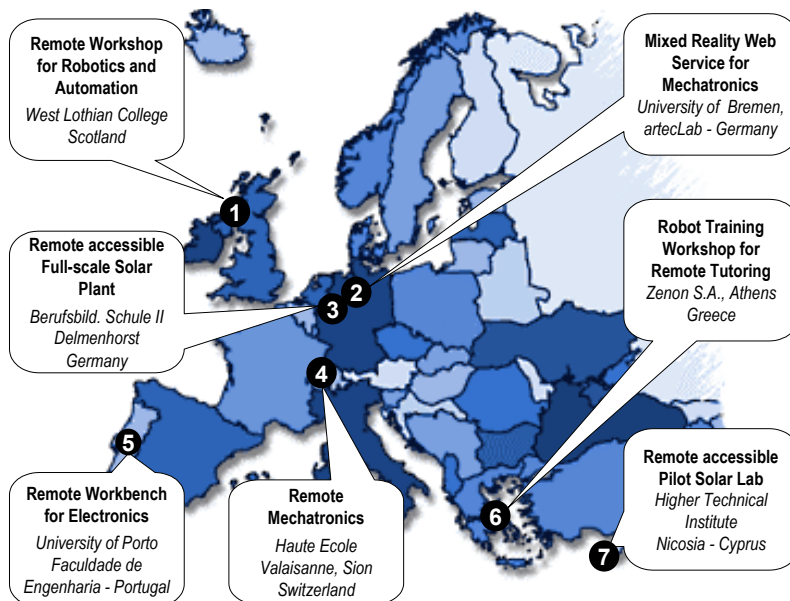 Remote Workshop
for Robotics and
Automation
West Lothian College
Scotland
Mixed Reality Web
Service for
Mechatronics
University of Bremen,
artecLab - Germany
1
Remote accessible
Full-scale Solar
Plant
Berufsbild. Schule II
Delmenhorst
Germany
2
3
Robot Training
Workshop for
Remote Tutoring
Zenon S.A., Athens
Greece
4
5
Remote Workbench
for Electronics
University of Porto
Faculdade de
Engenharia - Portugal
Remote
Mechatronics
Haute Ecole
Valaisanne, Sion
Switzerland
6
7
Remote accessible
Pilot Solar Lab
Higher Technical
Institute
Nicosia - Cyprus